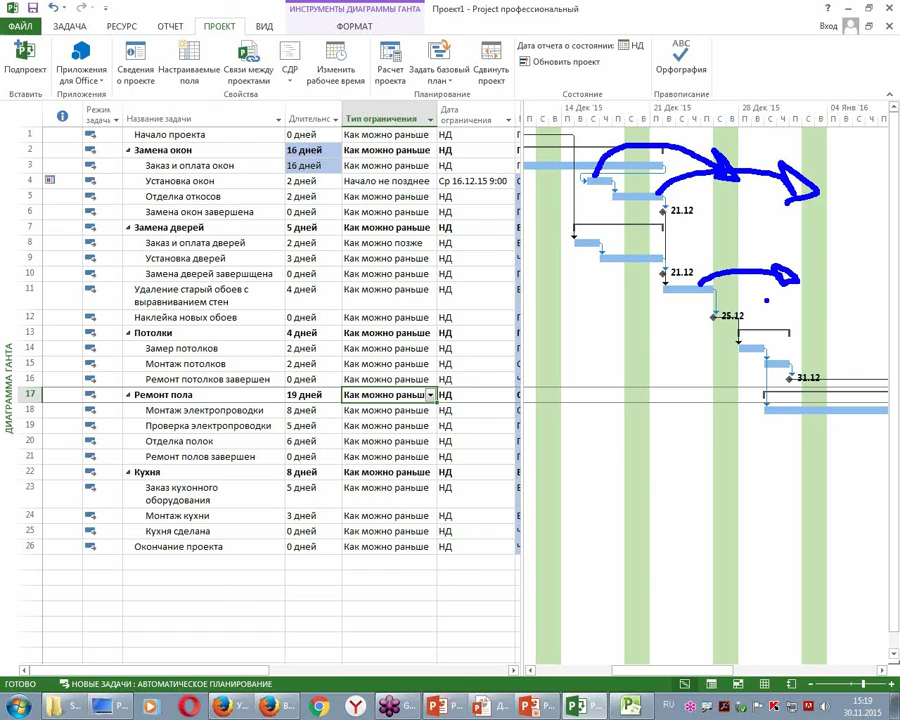 ИНСТРУМЕНТЫ ДИАГРАММЫ ГАНТА
Проект1 - Project профессиональный
ФАЙЛ ЗАДАЧА РЕСУРС ОТЧЕТ ПРОЕКТ ВИД ФОРМАТ
Вход
Подпроект
Приложения для Office
Сведения о проекте
Настраиваемые поля
Связи между проектами
СДР
Изменить рабочее время
Расчет проекта
Задать базовый план
Сдвинуть проект
Дата отчета о состоянии: НД
Обновить проект
ABC
Орфография
Вставить
Свойства
Планирование
Состояние
Правописание
Режим задачи Название задачи Длительнс Тип ограничения Дата ограничения
14 Дек '15 21 Дек '15 28 Дек '15 04 Янв '16
П С В Ч П С В Ч П С В Ч П С
1 Начало проекта 0 дней Как можно раньше НД П
2 Замена окон 16 дней Как можно раньше НД
3 Заказ и оплата окон 16 дней Как можно раньше НД П
4 Установка окон 2 дней Начало не позднее Ср 16.12.15 9:00 С
5 Отделка откосов 2 дней Как можно раньше НД
6 Замена окон завершена 0 дней Как можно раньше НД
21.12
7 Замена дверей 5 дней Как можно раньше НД В
8 Заказ и оплата дверей 2 дней Как можно позже НД
9 Установка дверей 3 дней Как можно раньше НД Ч
10 Замена дверей заверщщена 0 дней Как можно раньше НД В
21.12
11 Удаление старый обоев с выравниванием стен 4 дней Как можно раньше НД
12 Наклейка новых обоев 0 дней Как можно раньше НД
25.12
13 Потолки 4 дней Как можно раньше НД
14 Замер потолков 2 дней Как можно раньше НД
15 Монтаж потолков 2 дней Как можно раньше НД
16 Ремонт потолков завершен 0 дней Как можно раньше НД Ч
31.12
17 Ремонт пола 19 дней Как можно раньш НД С
18 Монтаж электропроводки 8 дней Как можно раньше НД
19 Проверка електропроводки 5 дней Как можно раньше НД
20 Отделка полок 6 дней Как можно раньше НД
21 Ремонт полов завершен 0 дней Как можно раньше НД
22 Кухня 8 дней Как можно раньше НД В
23 Заказ кухонного оборудования 5 дней Как можно раньше НД П
24 Монтаж кухни 3 дней Как можно раньше НД В
25 Кухня сделана 0 дней Как можно раньше НД Ч
26 Окончание проекта 0 дней Как можно раньше НД Ч
ДИАГРАММА ГАНТА
ГОТОВО НОВЫЕ ЗАДАЧИ : АВТОМАТИЧЕСКОЕ ПЛАНИРОВАНИЕ
S... P... У... В... G... P... Д... P... P...
RU
15:19
30.11.2015